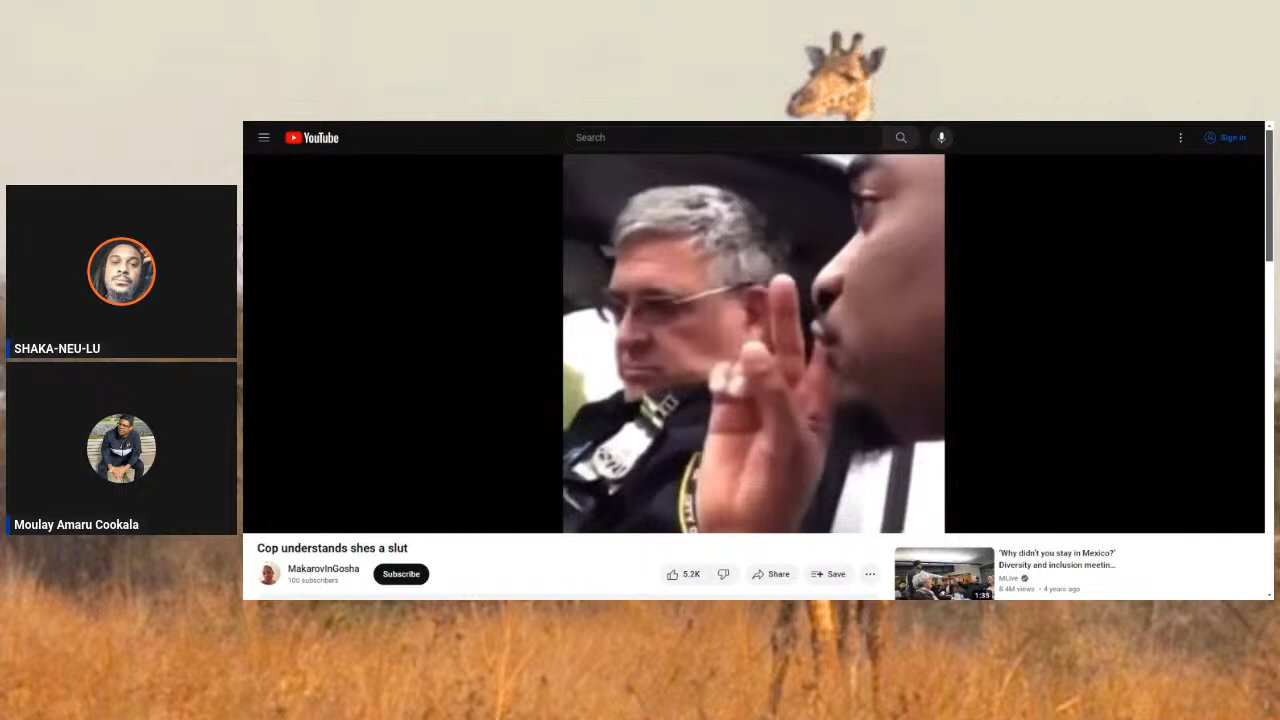 YouTube
Search
Sign in
SHAKA-NEU-LU
Moulay Amaru Cookala
Cop understands shes a slut
MakarovInGosha
100 subscribers
Subscribe
5.2K
Share
Save
'Why didn't you stay in Mexico?'
Diversity and inclusion meetin...
MLive
8.4M views • 4 years ago
1:35